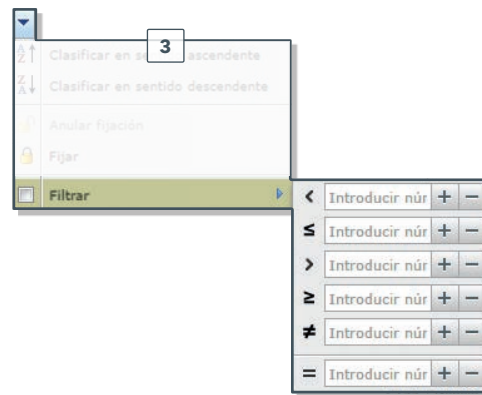 3
Clasificar en se ascendente
Clasificar en sentido descendente
Anular fijación
Fijar
Filtrar
< Introducir núr + −
≤ Introducir núr + −
> Introducir núr + −
≥ Introducir núr + −
≠ Introducir núr + −
= Introducir núr + −